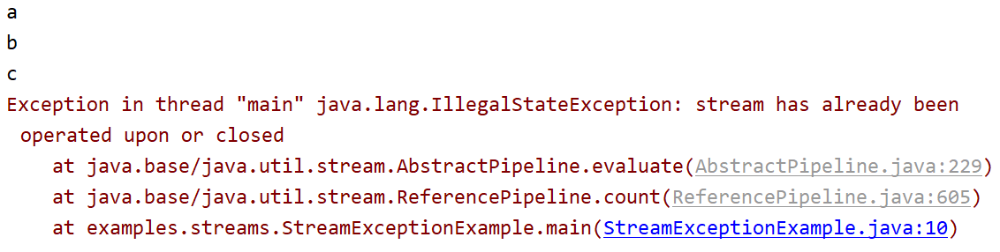 a
b
c
Exception in thread "main" java.lang.IllegalStateException: stream has already been
operated upon or closed
at java.base/java.util.stream.AbstractPipeline.evaluate(AbstractPipeline.java:229)
at java.base/java.util.stream.ReferencePipeline.count(ReferencePipeline.java:605)
at examples.streams.StreamExceptionExample.main(StreamExceptionExample.java:10)